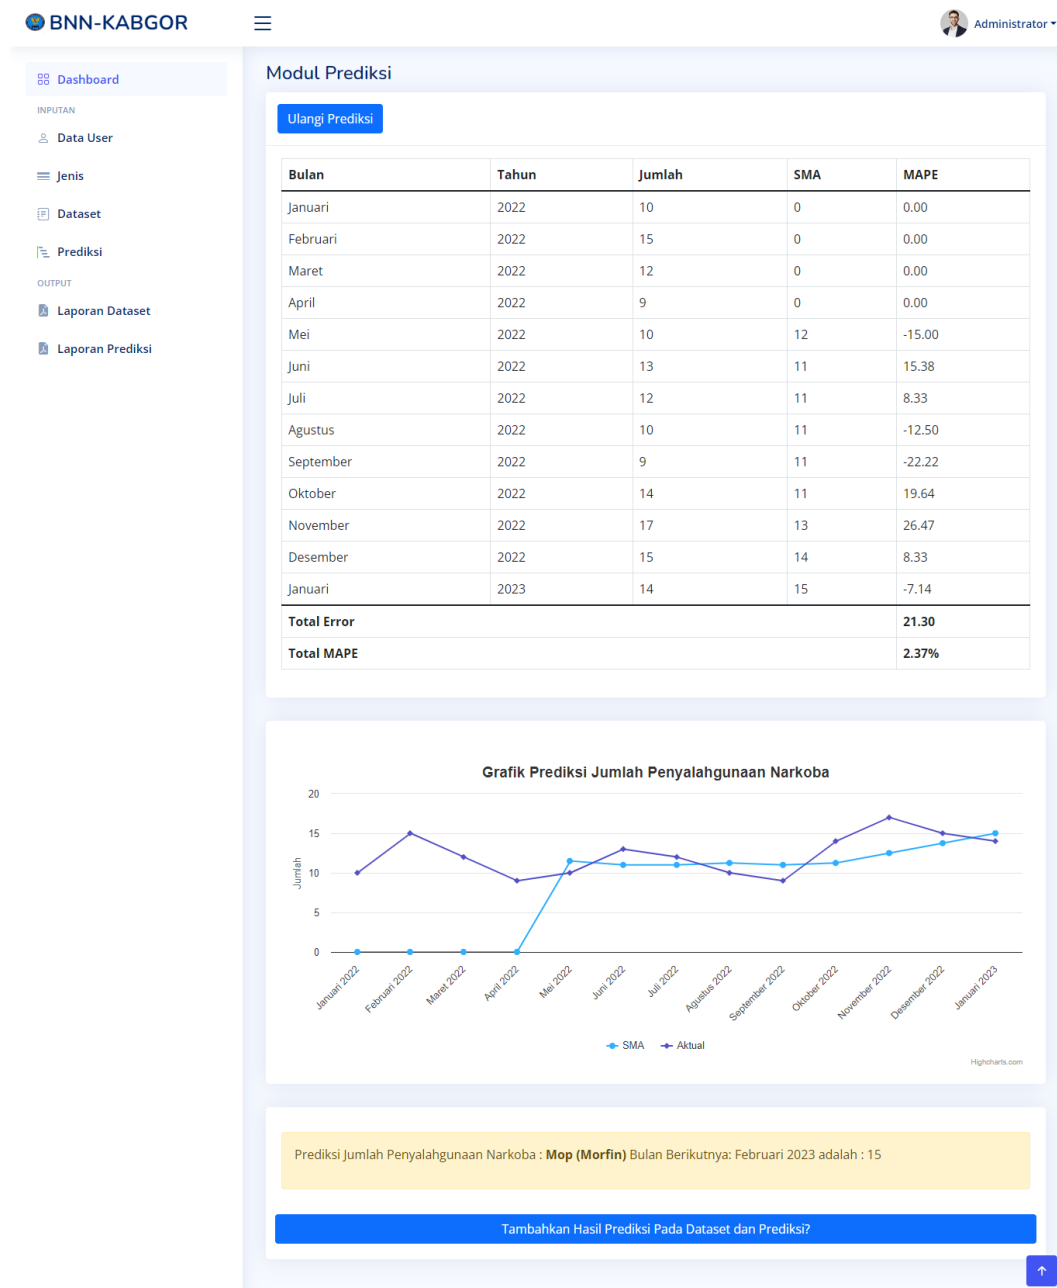 BNN-KABGOR
Administrator
Dashboard
INPUTAN
Data User
Jenis
Dataset
Prediksi
OUTPUT
Laporan Dataset
Laporan Prediksi
Modul Prediksi
Ulangi Prediksi
Bulan Tahun Jumlah SMA MAPE
Januari 2022 10 0 0.00
Februari 2022 15 0 0.00
Maret 2022 12 0 0.00
April 2022 9 0 0.00
Mei 2022 10 12 -15.00
Juni 2022 13 11 15.38
Juli 2022 12 11 8.33
Agustus 2022 10 11 -12.50
September 2022 9 11 -22.22
Oktober 2022 14 11 19.64
November 2022 17 13 26.47
Desember 2022 15 14 8.33
Januari 2023 14 15 -7.14
Total Error 21.30
Total MAPE 2.37%
Grafik Prediksi Jumlah Penyalahgunaan Narkoba
Jumlah
20
15
10
5
0
Januari 2022
Februari 2022
Maret 2022
April 2022
Mei 2022
Juni 2022
Juli 2022
Agustus 2022
September 2022
Oktober 2022
November 2022
Desember 2022
Januari 2023
SMA Aktual
Highcharts.com
Prediksi Jumlah Penyalahgunaan Narkoba : Mop (Morfin) Bulan Berikutnya: Februari 2023 adalah : 15
Tambahkan Hasil Prediksi Pada Dataset dan Prediksi?